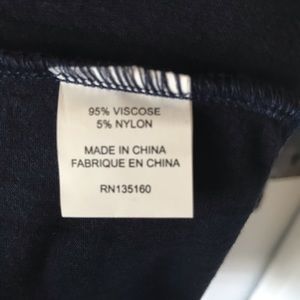 95% VISCOSE
5% NYLON
MADE IN CHINA
FABRIQUE EN CHINA
RN135160